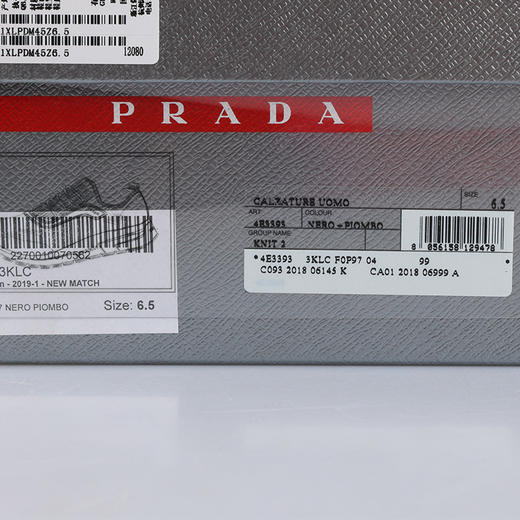 1XLPDM45Z6.5
1XLPDM45Z6.5
12080
PRADA
2270010070562
3KLC
n - 2019-1 - NEW MATCH
7 NERO PIOMBO
Size: 6.5
CALZATURE UOMO
SIZE
6.5
ART
COLOUR
4E3393
NERO+PIOMBO
GROUP NAME
KNIT 2
8 056138 129478
* 4E3393 3KLC F0P97 04 99 *
C093 2018 06145 K CA01 2018 06999 A